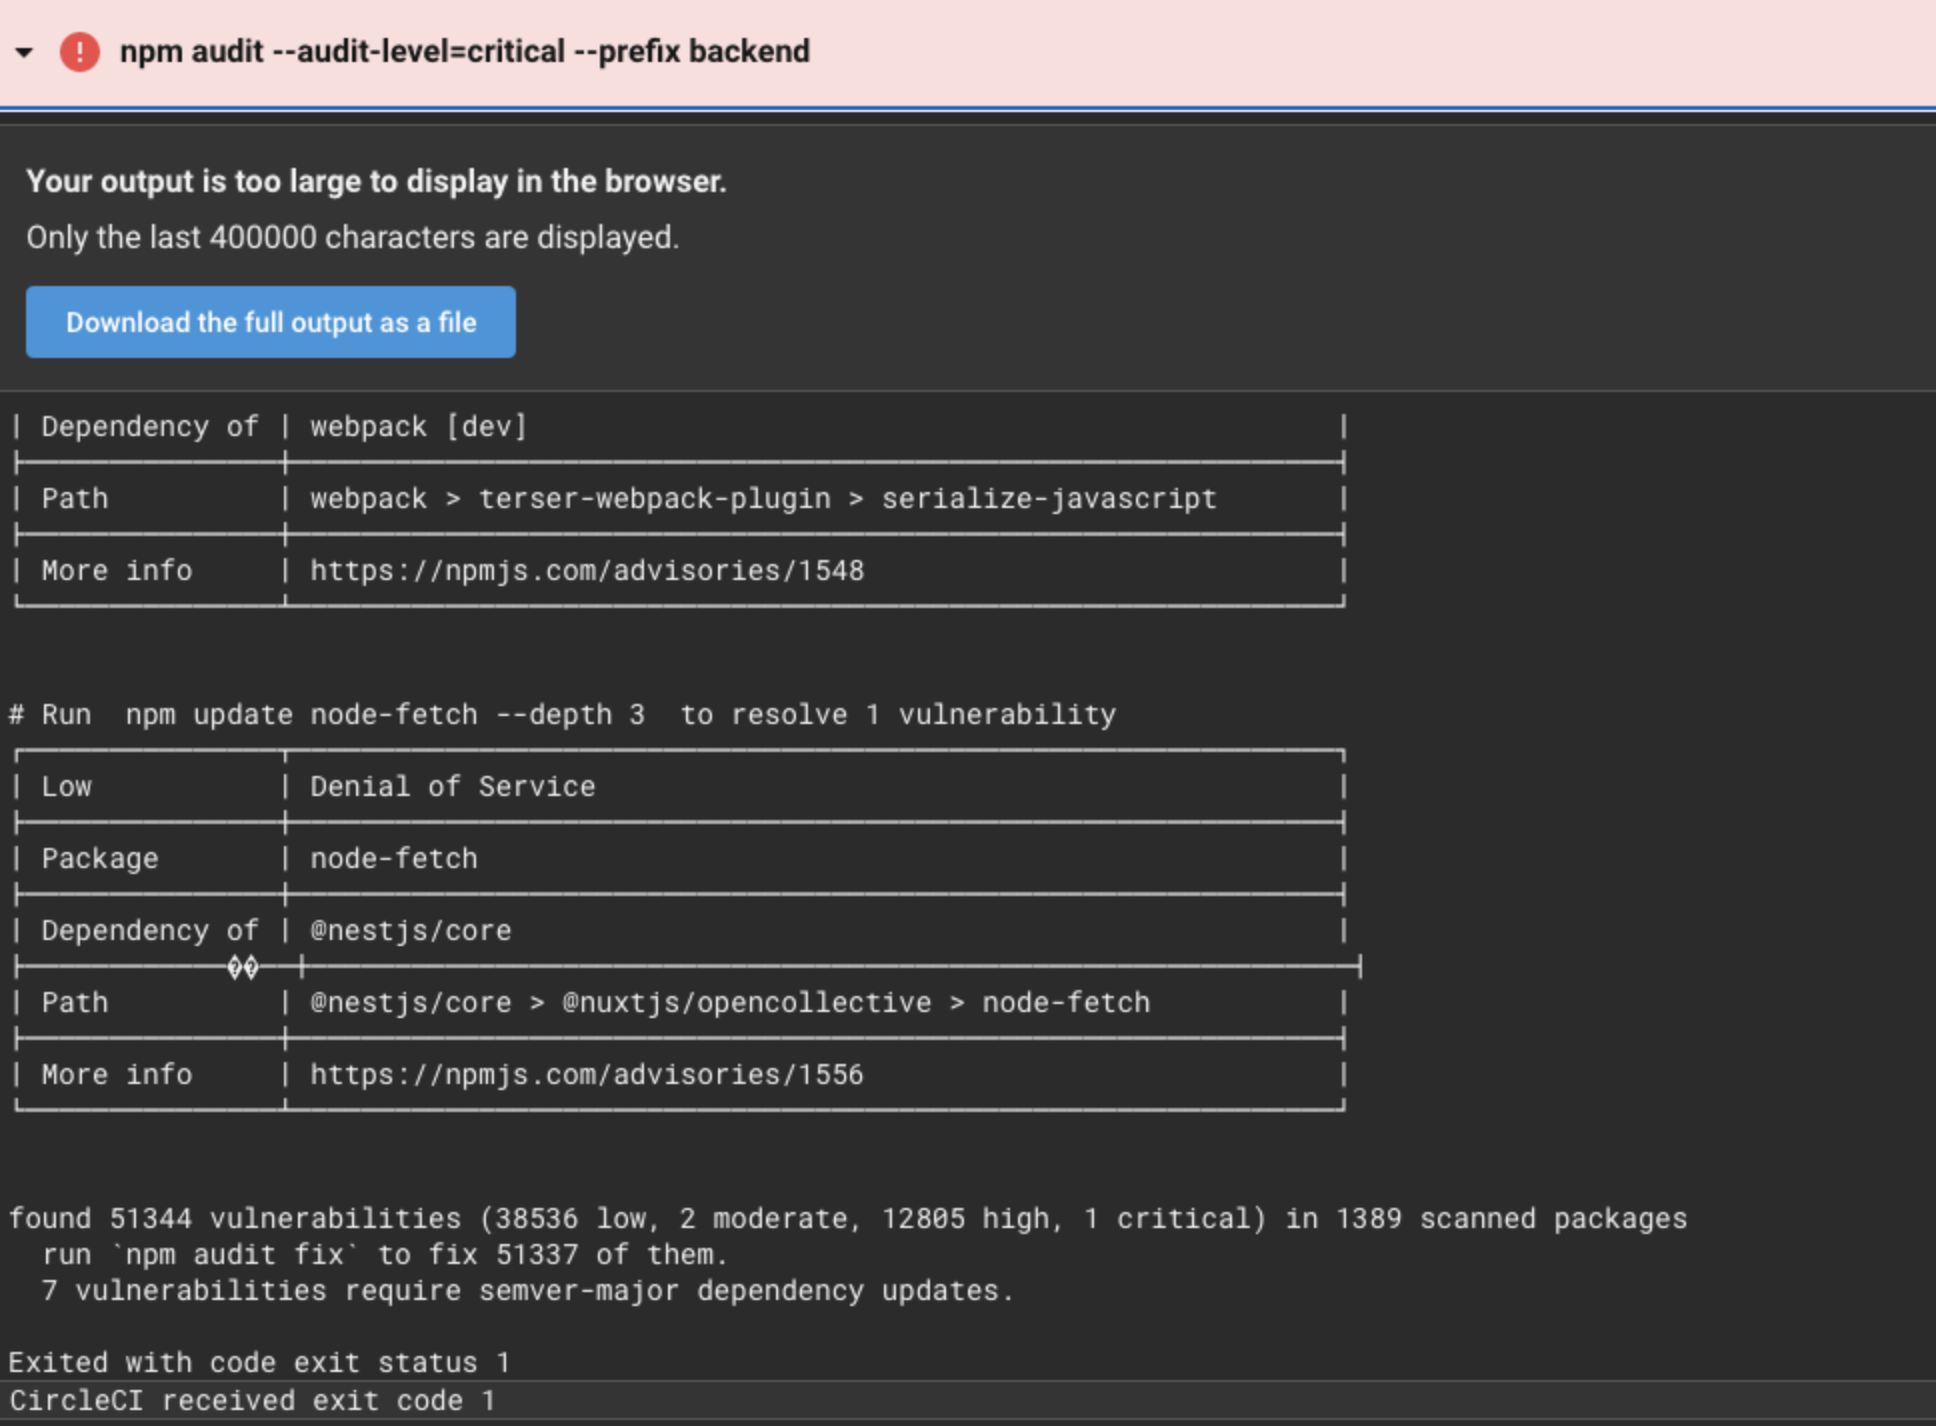 npm audit --audit-level=critical --prefix backend
Your output is too large to display in the browser.
Only the last 400000 characters are displayed.
Download the full output as a file
| Dependency of | webpack [dev] |
| Path | webpack > terser-webpack-plugin > serialize-javascript |
| More info | https://npmjs.com/advisories/1548 |
# Run  npm update node-fetch --depth 3  to resolve 1 vulnerability
| Low | Denial of Service |
| Package | node-fetch |
| Dependency of | @nestjs/core |
��
| Path | @nestjs/core > @nuxtjs/opencollective > node-fetch |
| More info | https://npmjs.com/advisories/1556 |
found 51344 vulnerabilities (38536 low, 2 moderate, 12805 high, 1 critical) in 1389 scanned packages
run `npm audit fix` to fix 51337 of them.
7 vulnerabilities require semver-major dependency updates.
Exited with code exit status 1
CircleCI received exit code 1